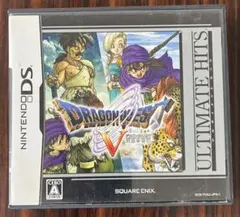 NINTENDO DS
DRAGON QUEST
V
ULTIMATE HITS
SQUARE ENIX
A